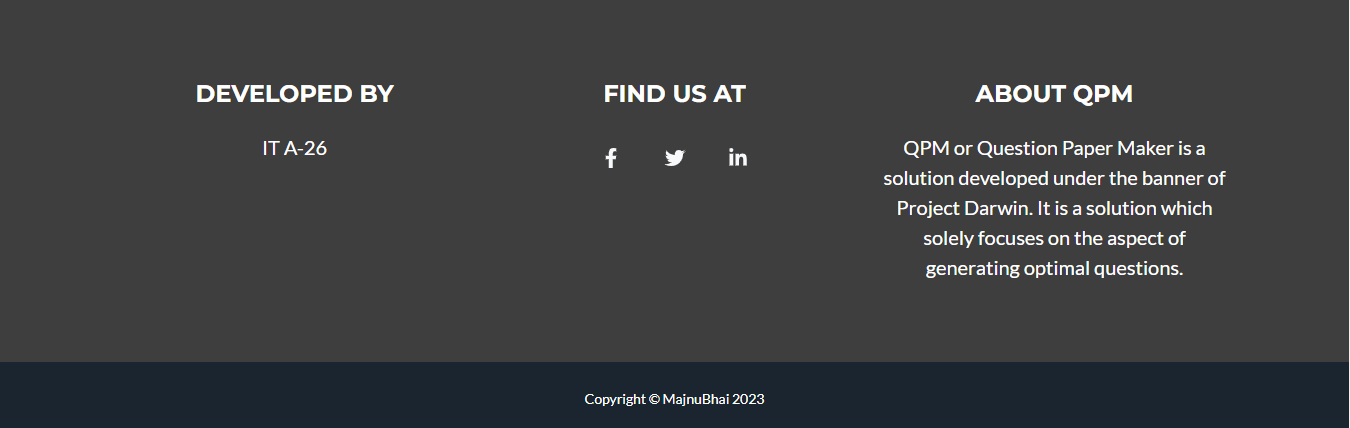 DEVELOPED BY
IT A-26
FIND US AT
ABOUT QPM
QPM or Question Paper Maker is a
solution developed under the banner of
Project Darwin. It is a solution which
solely focuses on the aspect of
generating optimal questions.
Copyright © MajnuBhai 2023